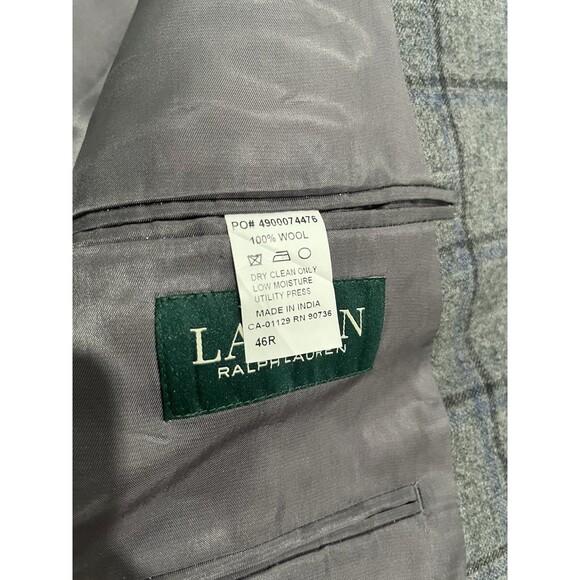 PO# 4900074476
100% WOOL
DRY CLEAN ONLY
LOW MOISTURE
UTILITY PRESS
MADE IN INDIA
CA-01129 RN 90736
46R
RALPH LAUREN